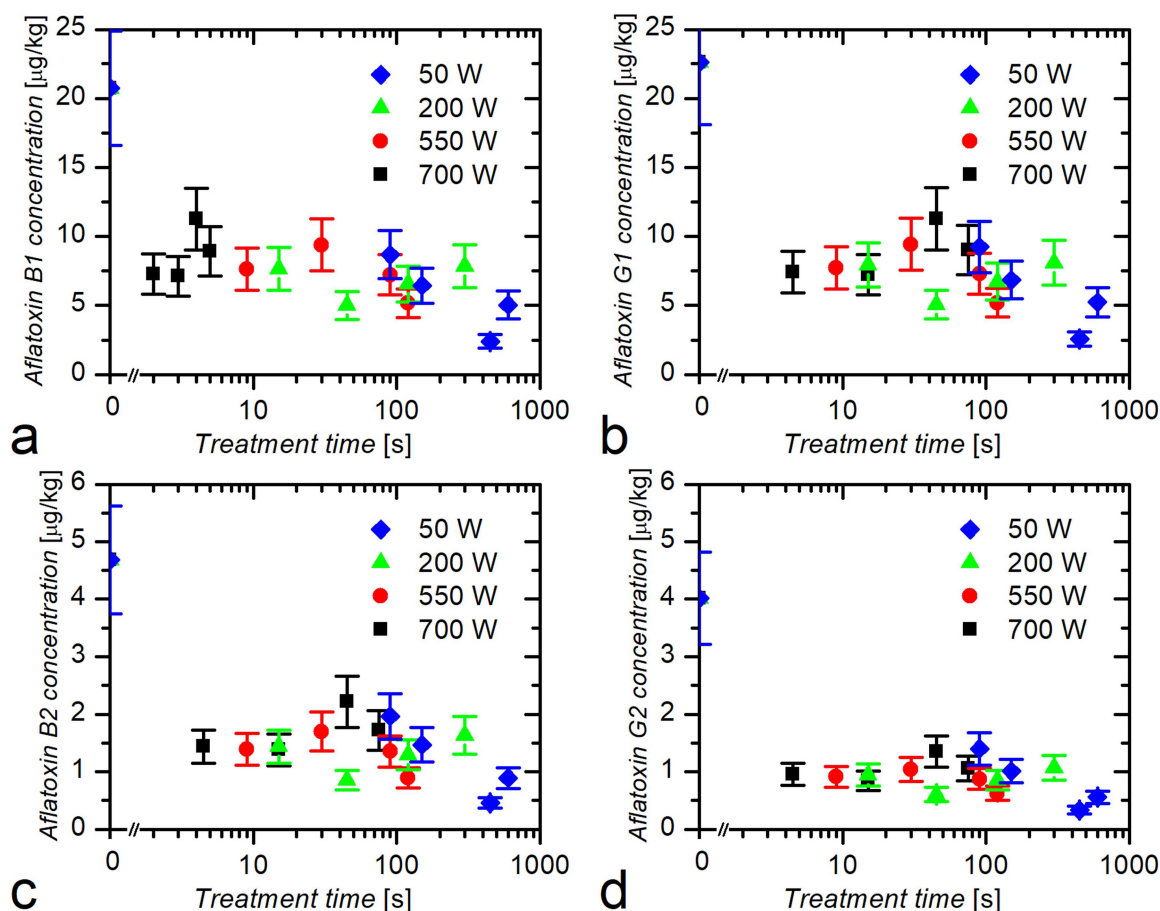 Aflatoxin B1 concentration [µg/kg]
25
20
15
10
5
0
50 W
200 W
550 W
700 W
0 // 10 100 1000
Treatment time [s]
a
Aflatoxin G1 concentration [µg/kg]
25
20
15
10
5
0
50 W
200 W
550 W
700 W
0 // 10 100 1000
Treatment time [s]
b
Aflatoxin B2 concentration [µg/kg]
6
5
4
3
2
1
0
50 W
200 W
550 W
700 W
0 // 10 100 1000
Treatment time [s]
c
Aflatoxin G2 concentration [µg/kg]
6
5
4
3
2
1
0
50 W
200 W
550 W
700 W
0 // 10 100 1000
Treatment time [s]
d